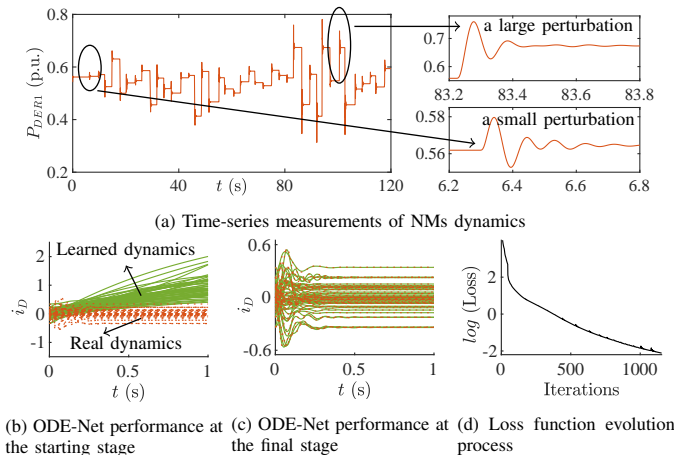 0.8
0.6
0.4
0.2
P_DER1 (p.u.)
0 40 80 120
t (s)
a large perturbation
0.7
0.6
83.2 83.4 83.6 83.8
a small perturbation
0.56
6.2 6.4 6.6 6.8
(a) Time-series measurements of NMs dynamics
2
1
0
-1
i_D
Learned dynamics
Real dynamics
0 0.5 1
t (s)
0.6
0
-0.6
i_D
0 0.5 1
t (s)
2
0
-2
log (Loss)
0 500 1000
Iterations
(b) ODE-Net performance at
the starting stage
(c) ODE-Net performance at
the final stage
(d) Loss function evolution
process